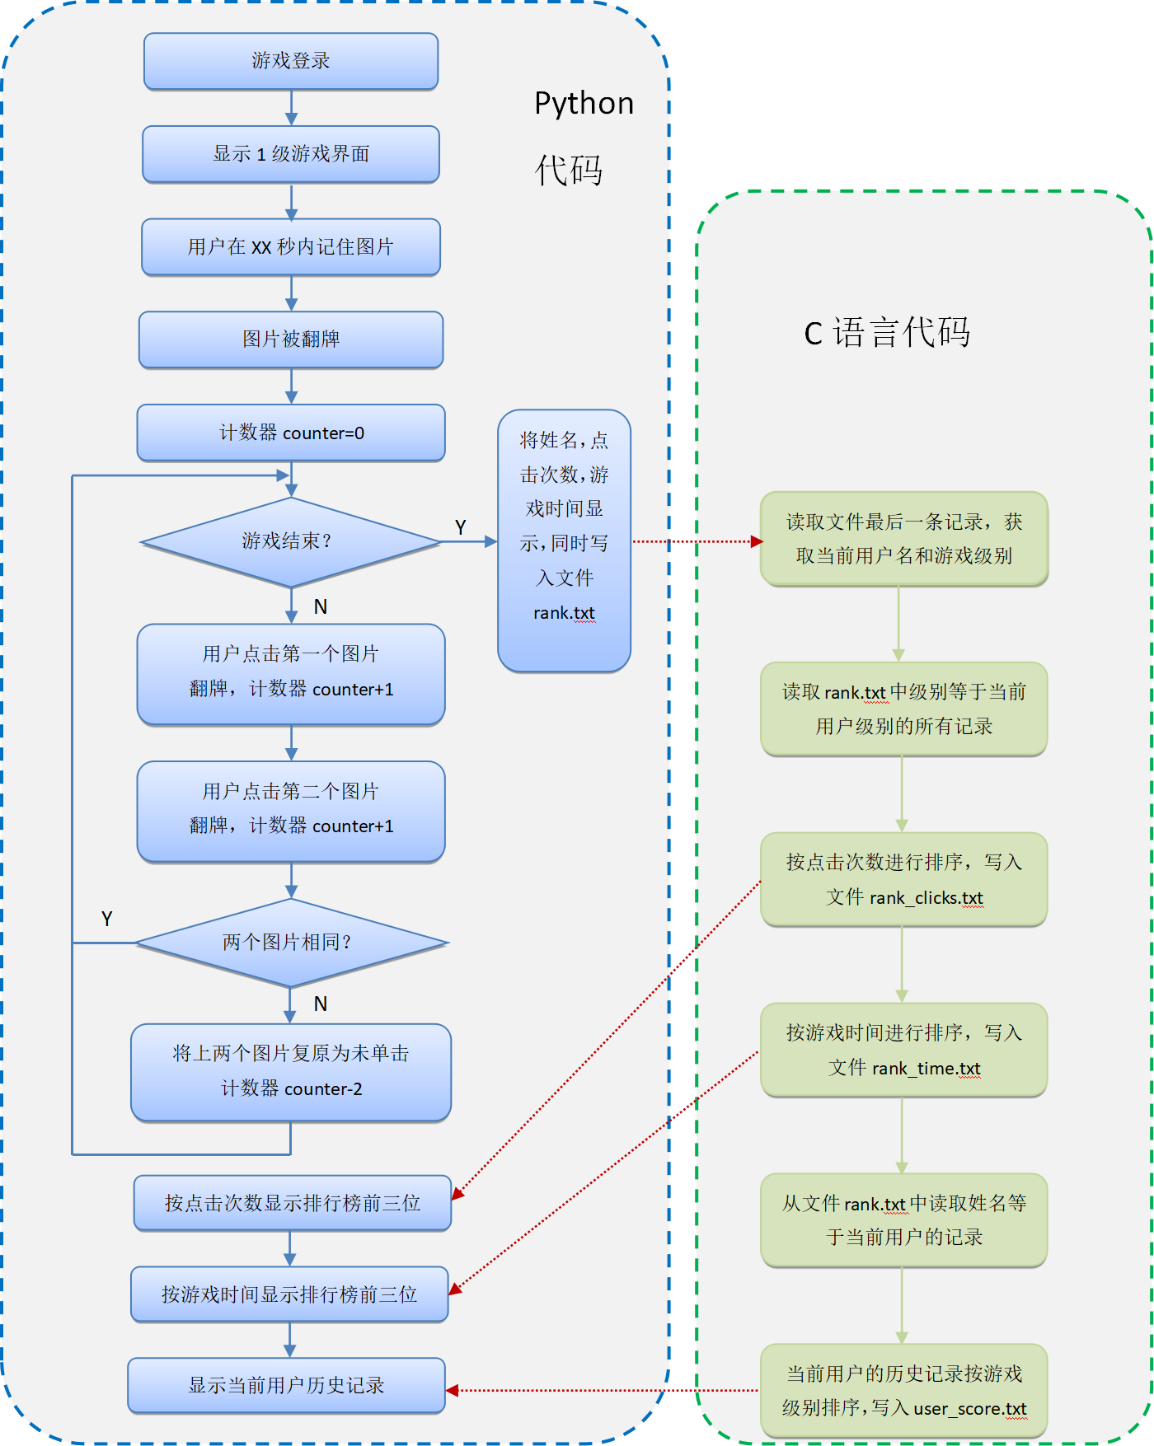 游戏登录
Python
代码
显示 1 级游戏界面
用户在 XX 秒内记住图片
图片被翻牌
计数器 counter=0
游戏结束？
Y
N
将姓名，点
击次数，游
戏时间显
示，同时写
入文件
rank.txt
用户点击第一个图片
翻牌，计数器 counter+1
用户点击第二个图片
翻牌，计数器 counter+1
两个图片相同？
Y
N
将上两个图片复原为未单击
计数器 counter-2
按点击次数显示排行榜前三位
按游戏时间显示排行榜前三位
显示当前用户历史记录
C 语言代码
读取文件最后一条记录，获
取当前用户名和游戏级别
读取 rank.txt 中级别等于当前
用户级别的所有记录
按点击次数进行排序，写入
文件 rank_clicks.txt
按游戏时间进行排序，写入
文件 rank_time.txt
从文件 rank.txt 中读取姓名等
于当前用户的记录
当前用户的历史记录按游戏
级别排序，写入 user_score.txt